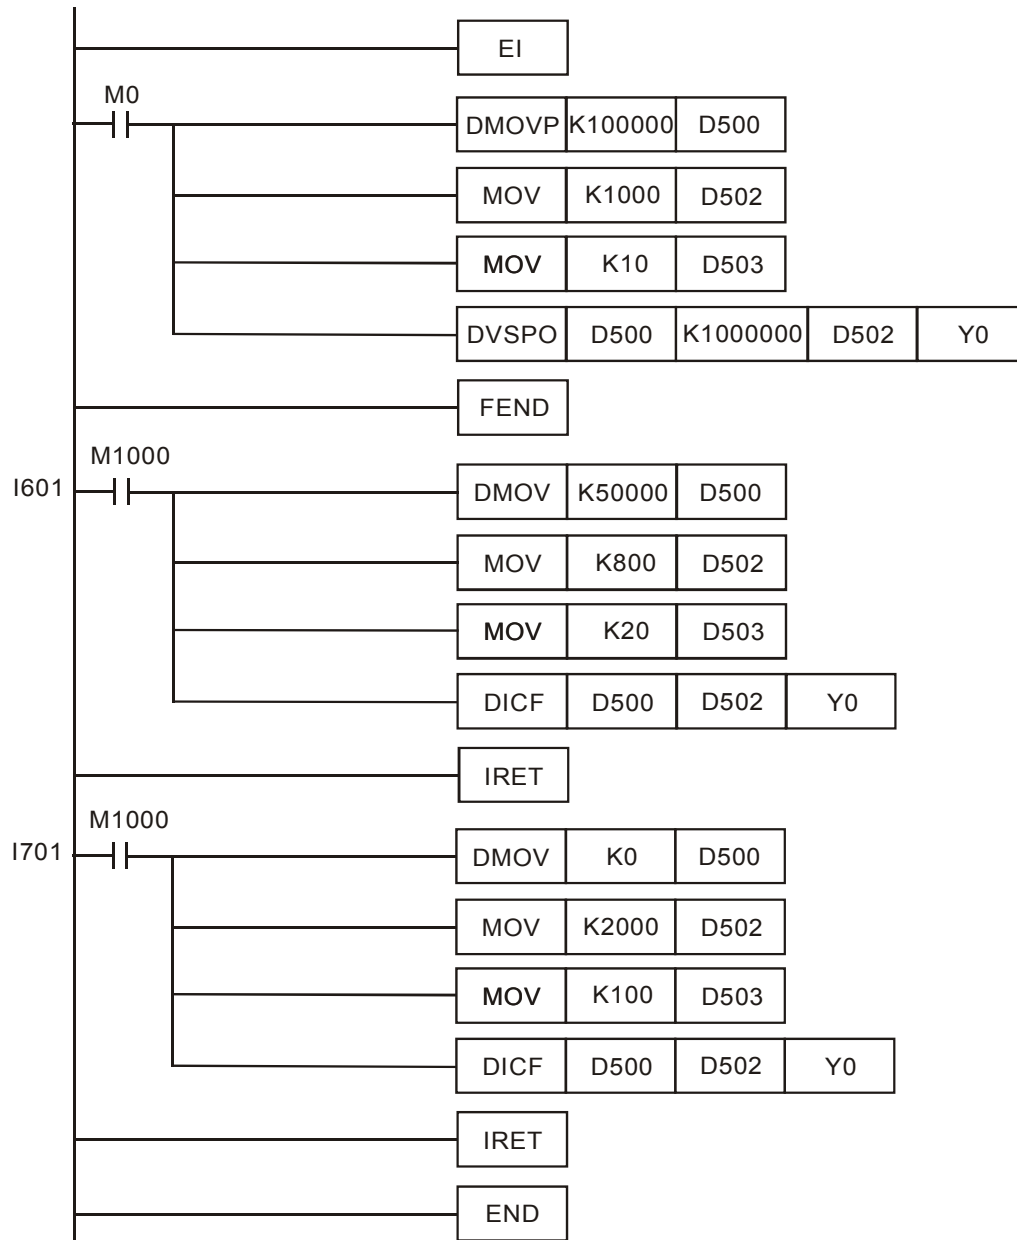 EI
M0
DMOVP K100000 D500
MOV K1000 D502
MOV K10 D503
DVSPO D500 K1000000 D502 Y0
FEND
M1000
I601 DMOV K50000 D500
MOV K800 D502
MOV K20 D503
DICF D500 D502 Y0
IRET
M1000
I701 DMOV K0 D500
MOV K2000 D502
MOV K100 D503
DICF D500 D502 Y0
IRET
END